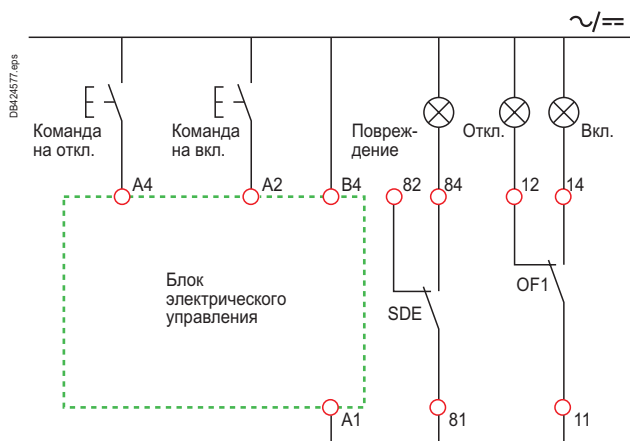 ~/==
DB424577.eps
Команда
на откл.
Команда
на вкл.
Повреж-
дение
Откл.
Вкл.
A4
A2
B4
82
84
12
14
Блок
электрического
управления
SDE
OF1
A1
81
11